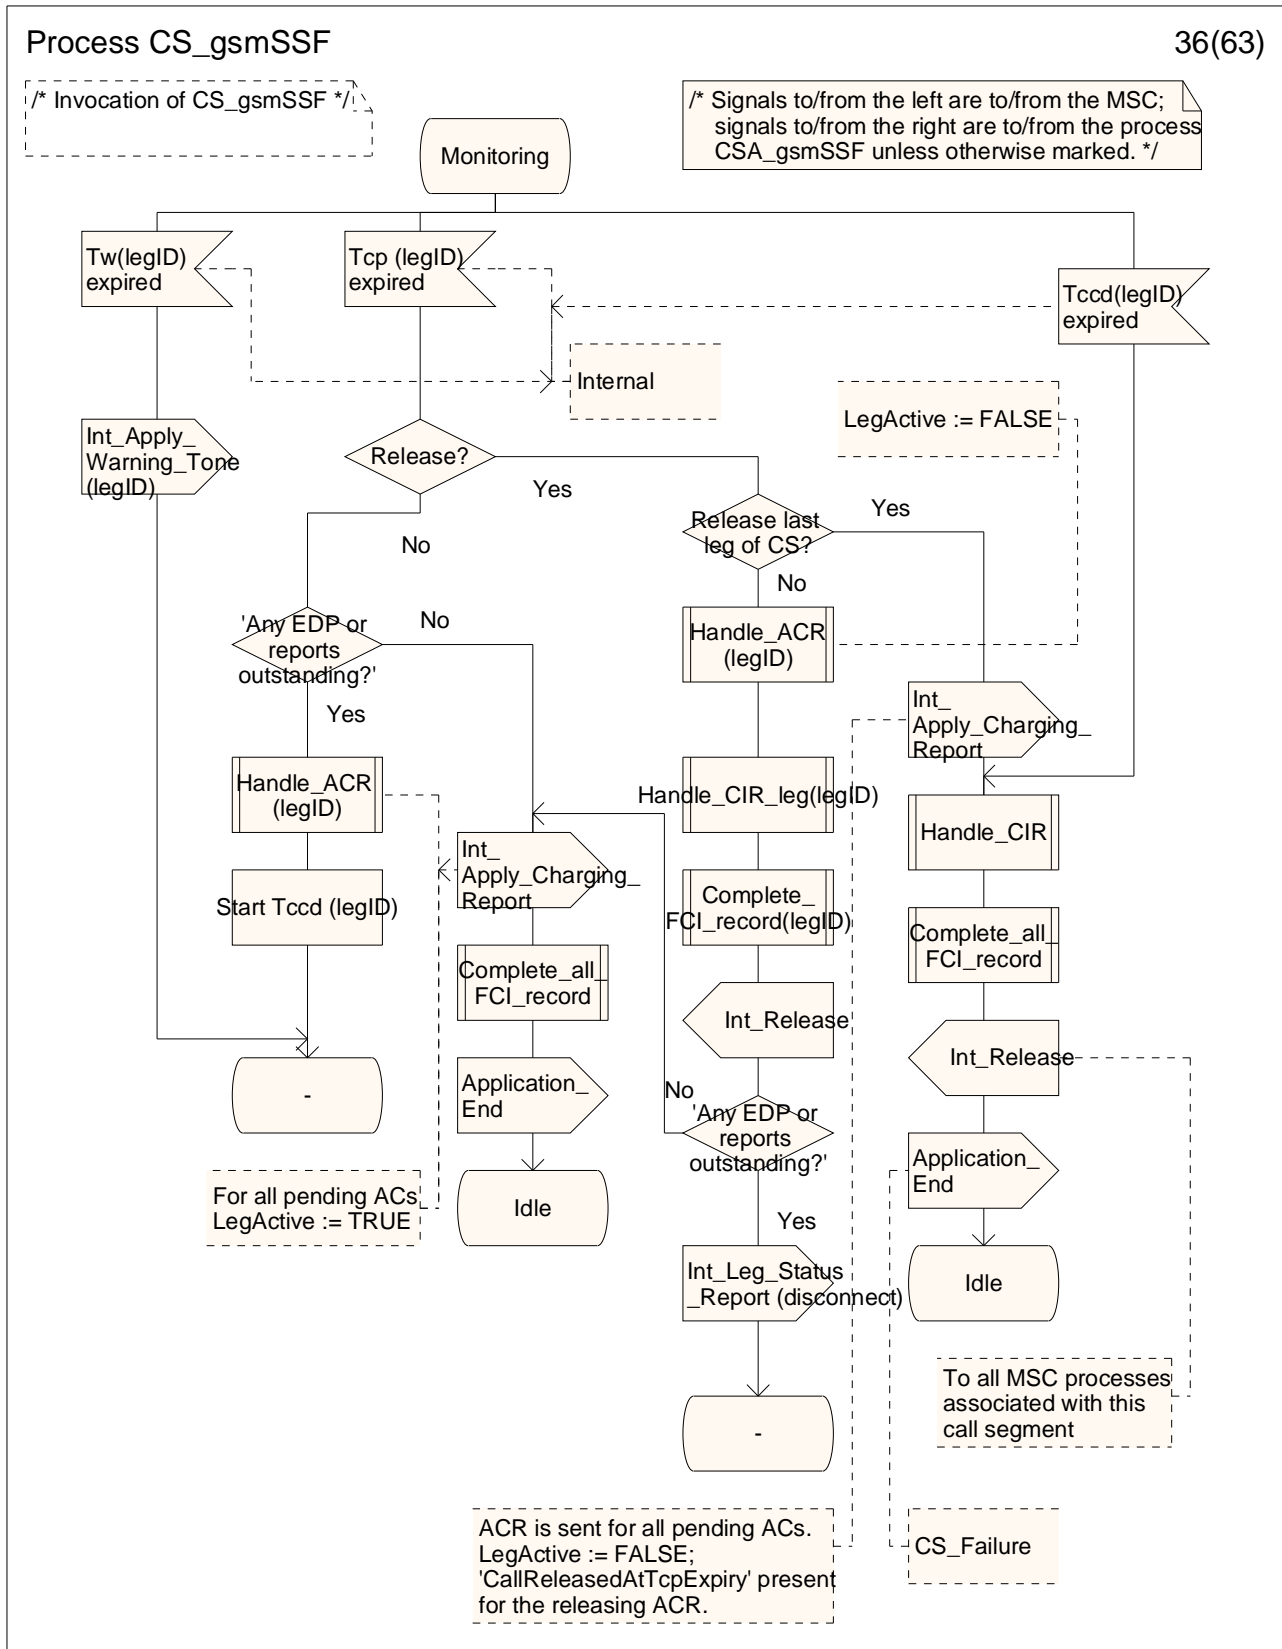 Process CS_gsmSSF
36(63)
/* Invocation of CS_gsmSSF */
/* Signals to/from the left are to/from the MSC;
signals to/from the right are to/from the process
CSA_gsmSSF unless otherwise marked. */
Monitoring
Tw(legID)
expired
Tcp (legID)
expired
Tccd(legID)
expired
Internal
LegActive := FALSE
Int_Apply_
Warning_Tone
(legID)
Release?
Yes
No
Release last
leg of CS?
Yes
No
'Any EDP or
reports
outstanding?'
No
Yes
Handle_ACR
(legID)
Int_
Apply_Charging_
Report
Handle_ACR
(legID)
Handle_CIR_leg(legID)
Handle_CIR
Int_
Apply_Charging_
Report
Start Tccd (legID)
Complete_
FCI_record(legID)
Complete_all_
FCI_record
Complete_all_
FCI_record
Int_Release
Int_Release
-
Application_
End
No
'Any EDP or
reports
outstanding?'
Yes
Application_
End
For all pending ACs
LegActive := TRUE
Idle
Int_Leg_Status
_Report (disconnect)
Idle
To all MSC processes
associated with this
call segment
-
ACR is sent for all pending ACs.
LegActive := FALSE;
'CallReleasedAtTcpExpiry' present
for the releasing ACR.
CS_Failure